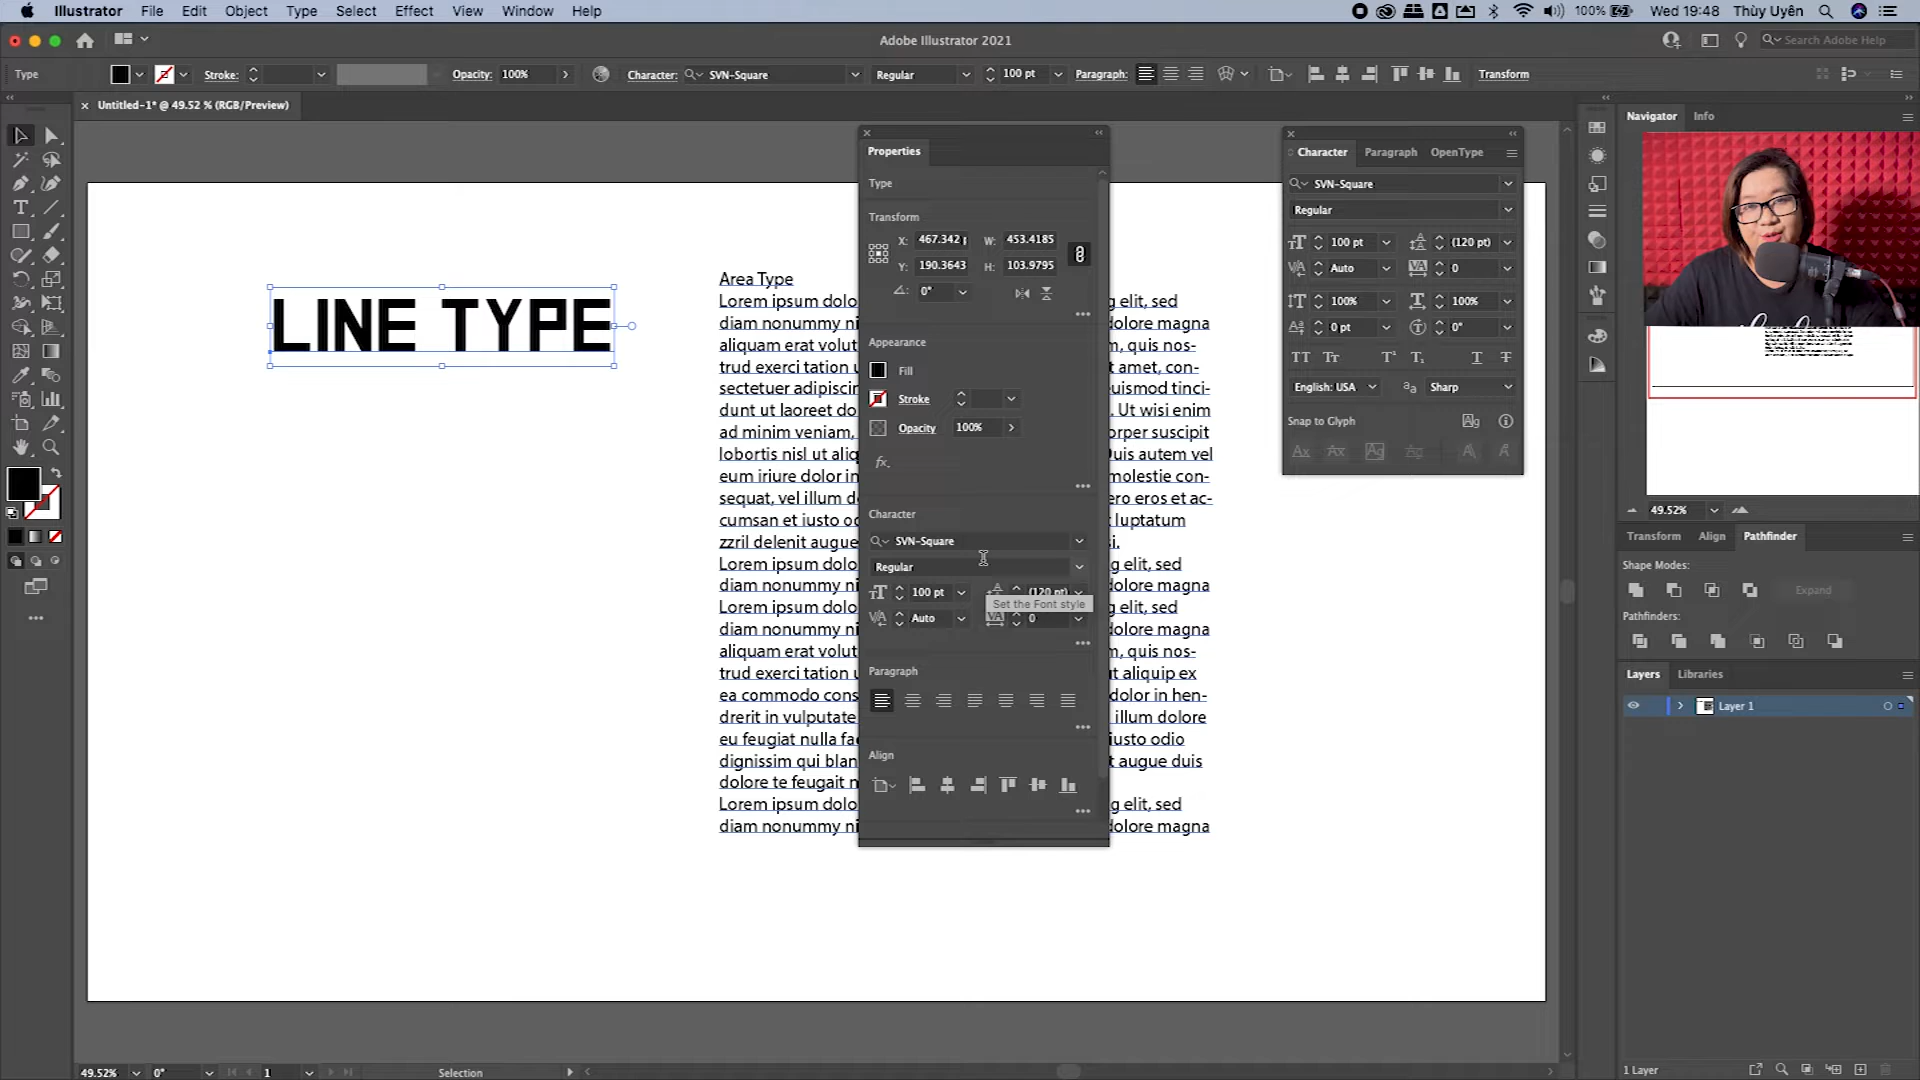 Illustrator File Edit Object Type Select Effect View Window Help 100% Wed 19:48 Thùy Uyên
Adobe Illustrator 2021 Search Adobe Help
Type Stroke: Opacity: 100% Character: SVN-Square Regular 100 pt Paragraph: Transform
Untitled-1* @ 49.52 % (RGB/Preview)
LINE TYPE
Area Type
Lorem ipsum dolo g elit, sed
diam nonummy ni dolore magna
aliquam erat volut m, quis nos-
trud exerci tation u et amet, con-
sectetuer adipiscin euismod tinci-
dunt ut laoreet do . Ut wisi enim
ad minim veniam, orper suscipit
lobortis nisl ut aliq Duis autem vel
eum iriure dolor in molestie con-
sequat, vel illum d ero eros et ac-
cumsan et iusto oc t luptatum
zzril delenit augue si.
Lorem ipsum dolo g elit, sed
diam nonummy ni dolore magna
Lorem ipsum dolo g elit, sed
diam nonummy ni dolore magna
aliquam erat volut m, quis nos-
trud exerci tation u ut aliquip ex
ea commodo cons dolor in hen-
drerit in vulputate illum dolore
eu feugiat nulla fac iusto odio
dignissim qui blan t augue duis
dolore te feugait n
Lorem ipsum dolo g elit, sed
diam nonummy ni dolore magna
Properties
Type
Transform
X: 467.342 W: 453.4185
Y: 190.3643 H: 103.9795
0°
Appearance
Fill
Stroke
Opacity 100%
fx.
Character
SVN-Square
Regular
100 pt (120 pt)
Set the Font style
Auto 0
Paragraph
Align
Character Paragraph OpenType
SVN-Square
Regular
100 pt (120 pt)
Auto 0
100% 100%
0 pt 0°
English: USA Sharp
Snap to Glyph
Navigator Info
49.52%
Transform Align Pathfinder
Shape Modes:
Expand
Pathfinders:
Layers Libraries
Layer 1
1 Layer
49.52% 0° 1 Selection